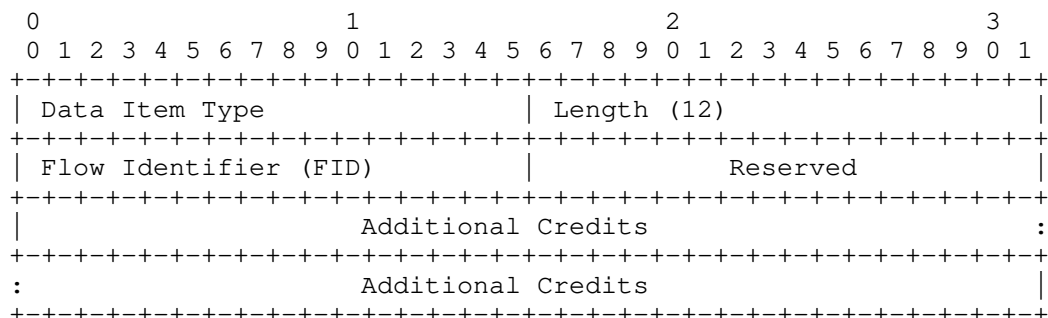 0                   1                   2                   3
 0 1 2 3 4 5 6 7 8 9 0 1 2 3 4 5 6 7 8 9 0 1 2 3 4 5 6 7 8 9 0 1
+-+-+-+-+-+-+-+-+-+-+-+-+-+-+-+-+-+-+-+-+-+-+-+-+-+-+-+-+-+-+-+-+
| Data Item Type                | Length (12)                   |
+-+-+-+-+-+-+-+-+-+-+-+-+-+-+-+-+-+-+-+-+-+-+-+-+-+-+-+-+-+-+-+-+
| Flow Identifier (FID)         |            Reserved           |
+-+-+-+-+-+-+-+-+-+-+-+-+-+-+-+-+-+-+-+-+-+-+-+-+-+-+-+-+-+-+-+-+
|                     Additional Credits                        :
+-+-+-+-+-+-+-+-+-+-+-+-+-+-+-+-+-+-+-+-+-+-+-+-+-+-+-+-+-+-+-+-+
:                     Additional Credits                        |
+-+-+-+-+-+-+-+-+-+-+-+-+-+-+-+-+-+-+-+-+-+-+-+-+-+-+-+-+-+-+-+-+